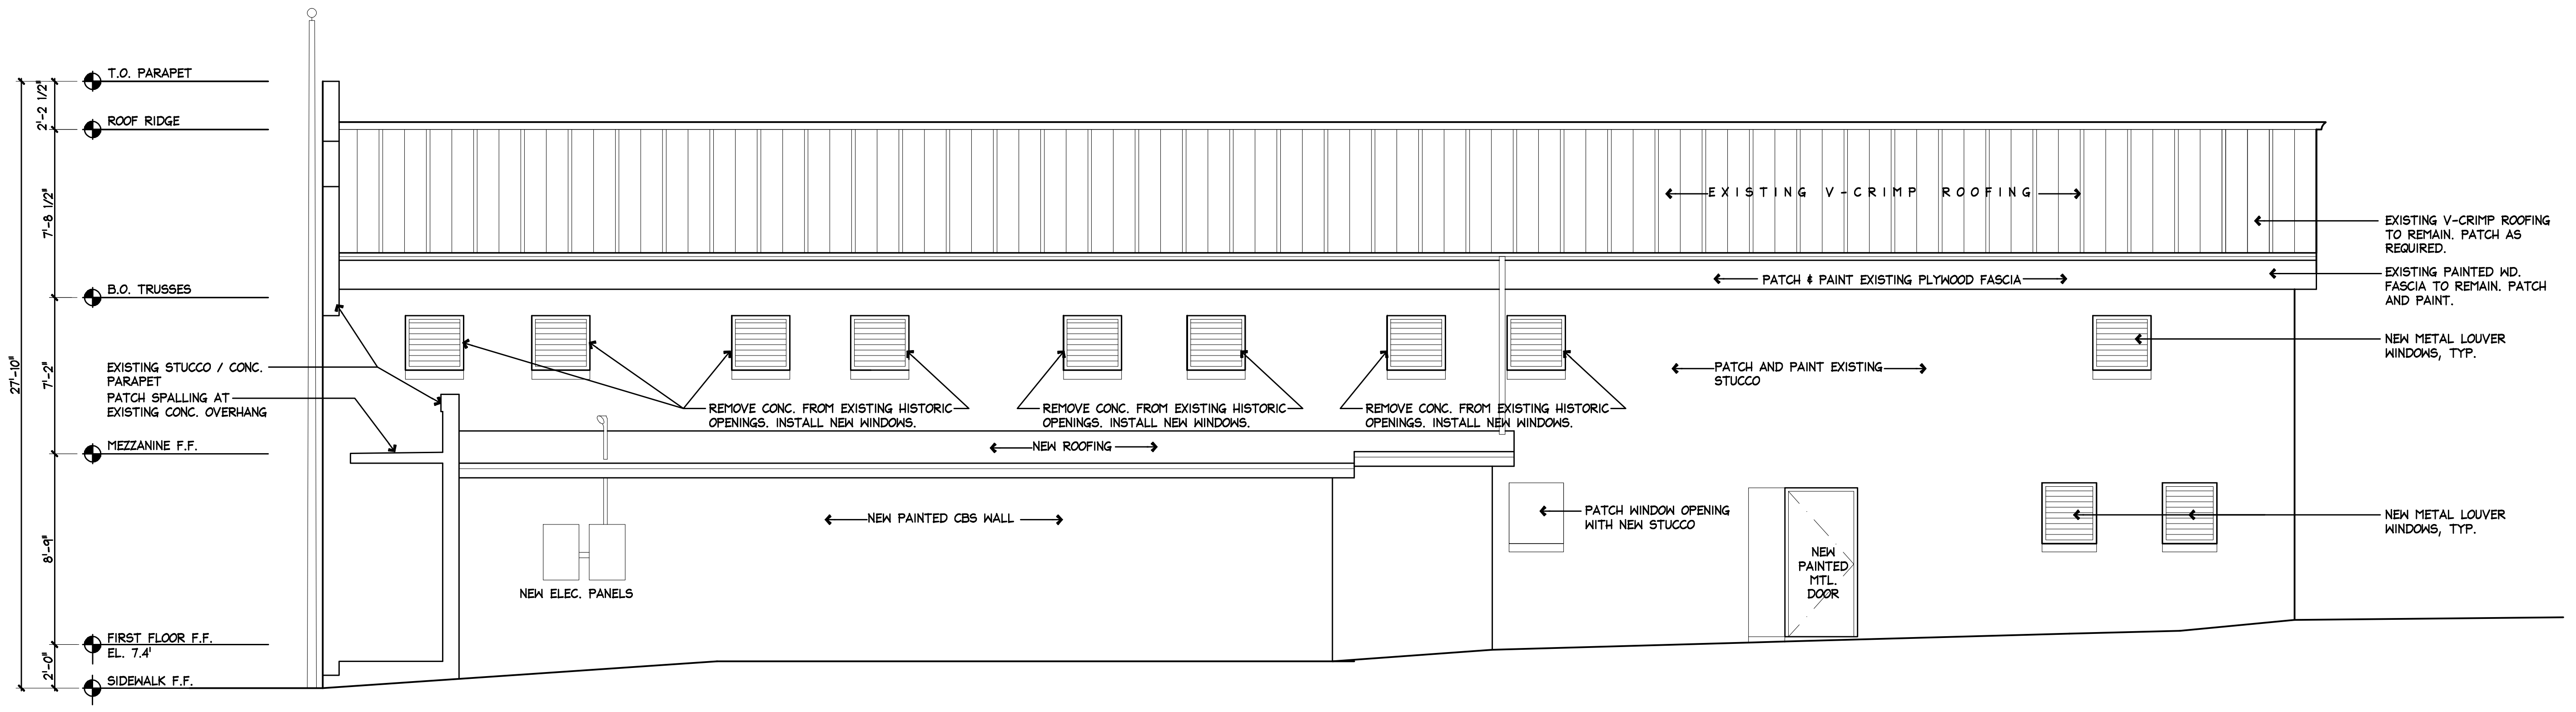 T.O. PARAPET
ROOF RIDGE
B.O. TRUSSES
EXISTING STUCCO / CONC.
PARAPET
PATCH SPALLING AT
EXISTING CONC. OVERHANG
MEZZANINE F.F.
FIRST FLOOR F.F.
EL. 7.4'
SIDEWALK F.F.
27'-10"
2'-2 1/2"
7'-8 1/2"
7'-2"
8'-9"
2'-0"
EXISTING V-CRIMP ROOFING
PATCH & PAINT EXISTING PLYWOOD FASCIA
REMOVE CONC. FROM EXISTING HISTORIC
OPENINGS. INSTALL NEW WINDOWS.
REMOVE CONC. FROM EXISTING HISTORIC
OPENINGS. INSTALL NEW WINDOWS.
REMOVE CONC. FROM EXISTING HISTORIC
OPENINGS. INSTALL NEW WINDOWS.
PATCH AND PAINT EXISTING
STUCCO
NEW ROOFING
NEW PAINTED CBS WALL
NEW ELEC. PANELS
PATCH WINDOW OPENING
WITH NEW STUCCO
NEW
PAINTED
MTL.
DOOR
EXISTING V-CRIMP ROOFING
TO REMAIN. PATCH AS
REQUIRED.
EXISTING PAINTED WD.
FASCIA TO REMAIN. PATCH
AND PAINT.
NEW METAL LOUVER
WINDOWS, TYP.
NEW METAL LOUVER
WINDOWS, TYP.